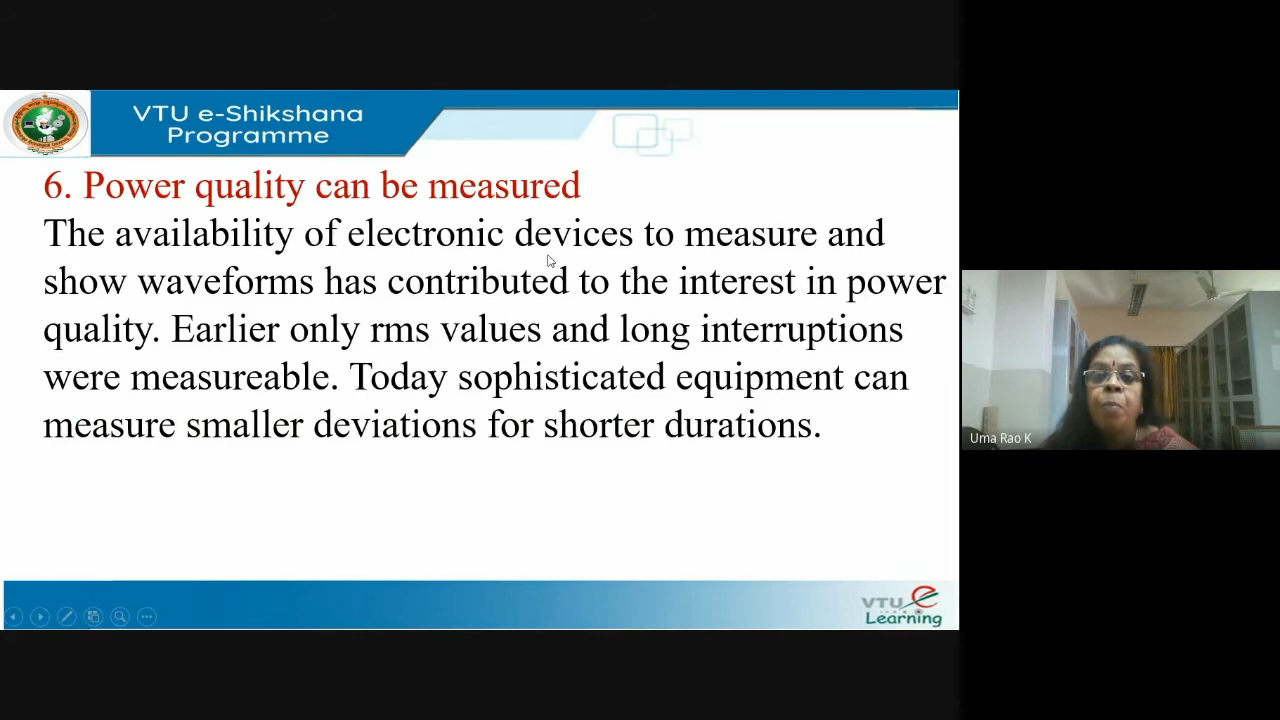 VTU e-Shikshana
Programme
6. Power quality can be measured
The availability of electronic devices to measure and
show waveforms has contributed to the interest in power
quality. Earlier only rms values and long interruptions
were measureable. Today sophisticated equipment can
measure smaller deviations for shorter durations.
Uma Rao K
VTU e
Learning